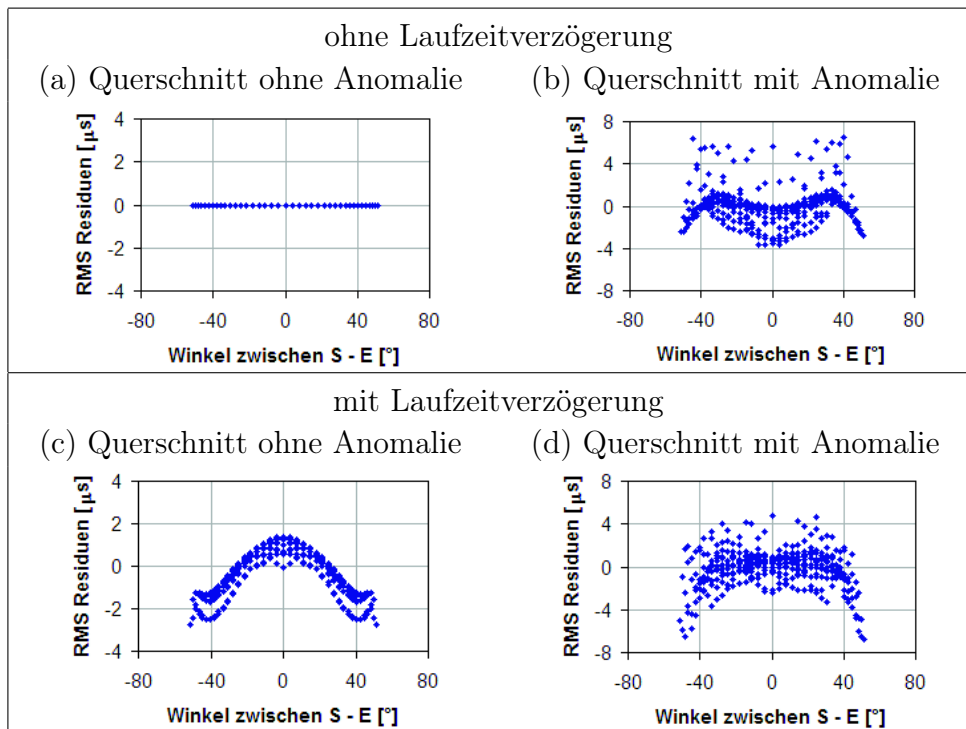 ohne Laufzeitverzögerung
(a) Querschnitt ohne Anomalie
(b) Querschnitt mit Anomalie
RMS Residuen [µs]
4
2
0
-2
-4
-80
-40
0
40
80
Winkel zwischen S - E [°]
RMS Residuen [µs]
8
4
0
-4
-8
-80
-40
0
40
80
Winkel zwischen S - E [°]
mit Laufzeitverzögerung
(c) Querschnitt ohne Anomalie
(d) Querschnitt mit Anomalie
RMS Residuen [µs]
4
2
0
-2
-4
-80
-40
0
40
80
Winkel zwischen S - E [°]
RMS Residuen [µs]
8
4
0
-4
-8
-80
-40
0
40
80
Winkel zwischen S - E [°]